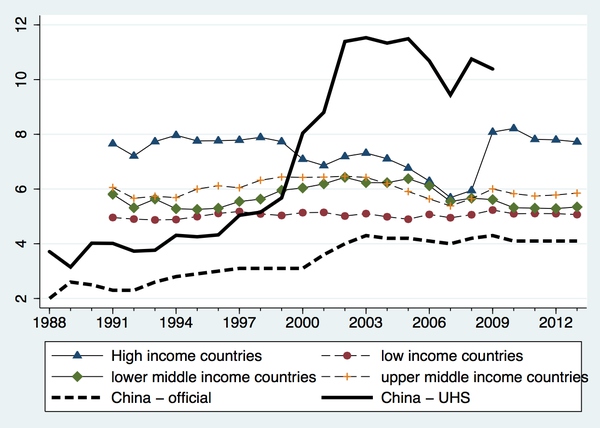 12
10
8
6
4
2
1988 1991 1994 1997 2000 2003 2006 2009 2012
High income countries low income countries
lower middle income countries upper middle income countries
China – official China – UHS